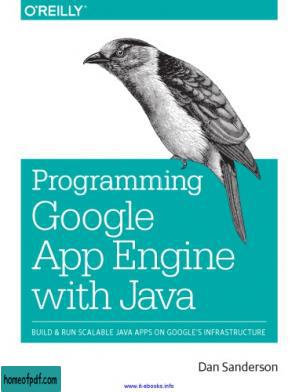 O'REILLY®
Programming
Google
App Engine
with Java
BUILD & RUN SCALABLE JAVA APPS ON GOOGLE'S INFRASTRUCTURE
homeofpdf.com
Dan Sanderson
www.it-ebooks.info